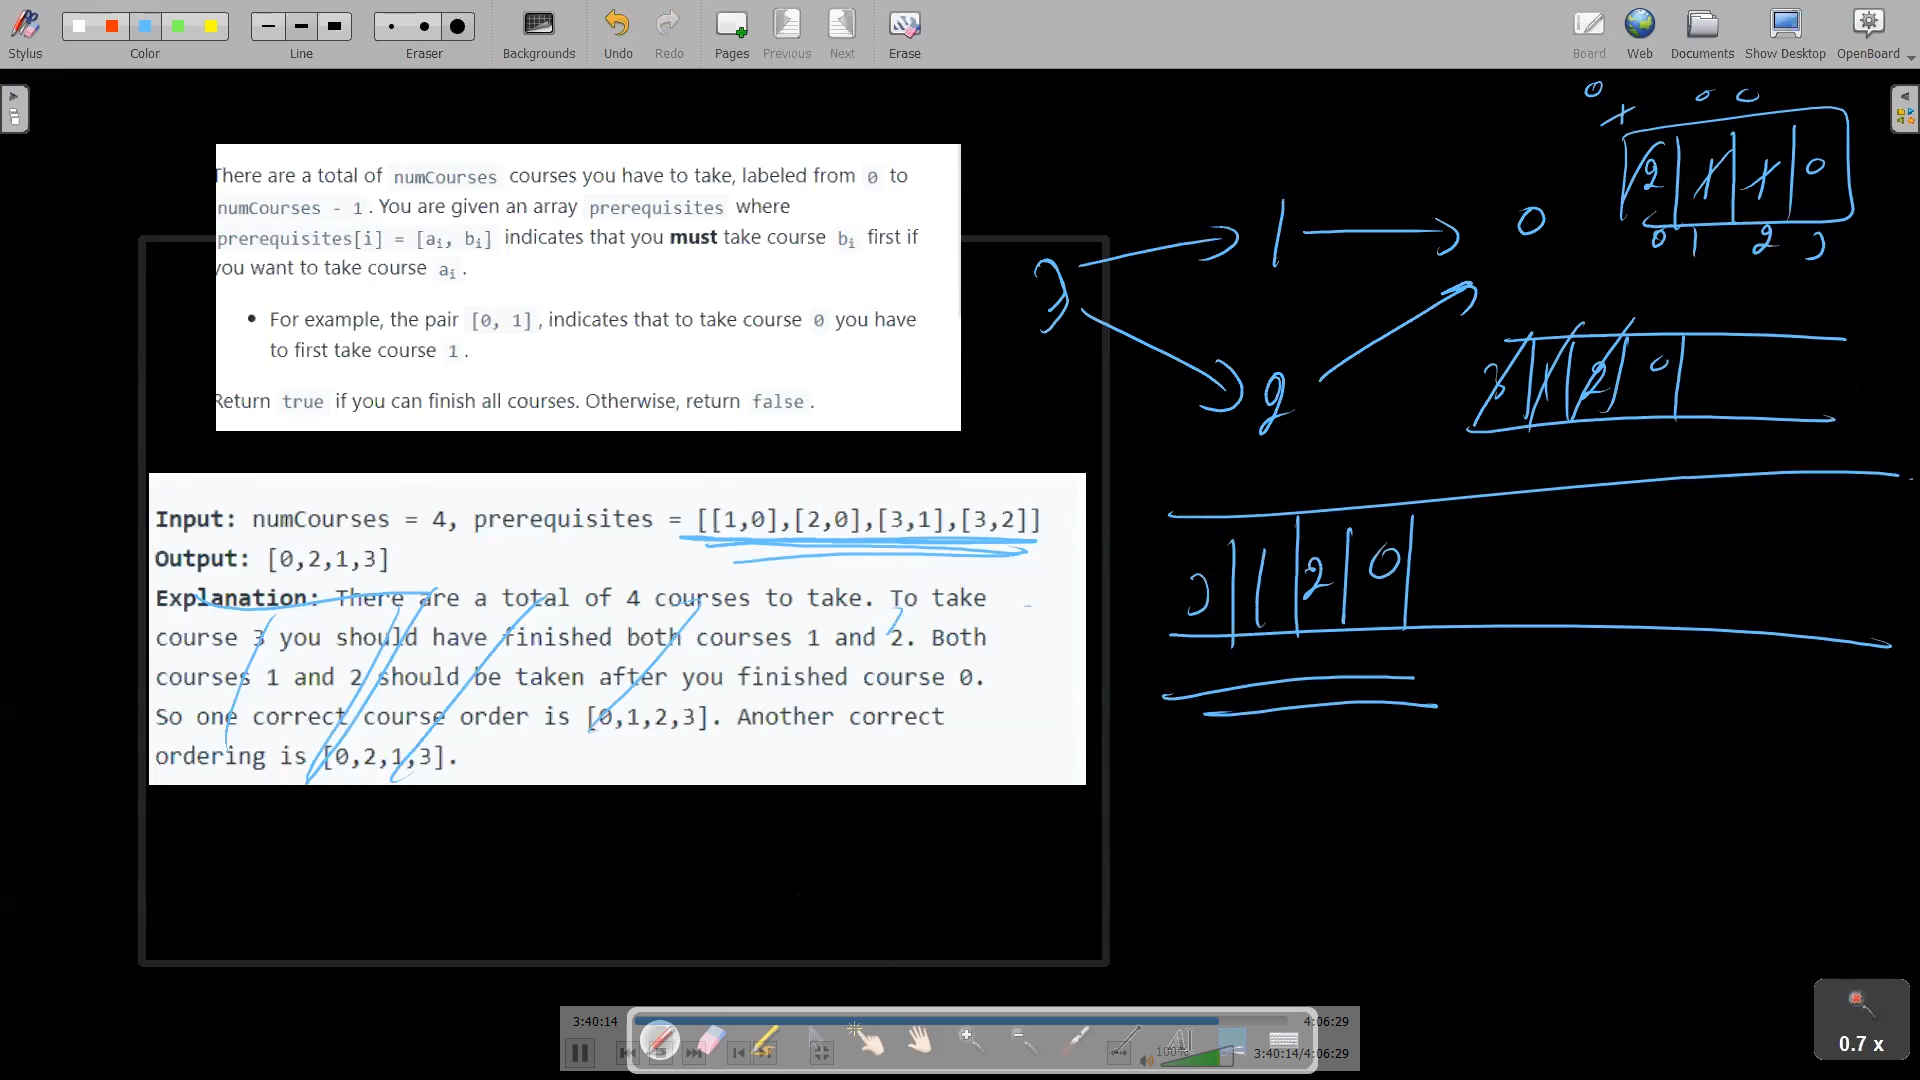 Stylus
Color
Line
Eraser
Backgrounds
Undo
Redo
Pages
Previous
Next
Erase
Board
Web
Documents
Show Desktop
OpenBoard
There are a total of numCourses courses you have to take, labeled from 0 to
numCourses - 1. You are given an array prerequisites where
prerequisites[i] = [ai, bi] indicates that you must take course bi first if
you want to take course ai.
• For example, the pair [0, 1], indicates that to take course 0 you have
to first take course 1.
Return true if you can finish all courses. Otherwise, return false.
Input: numCourses = 4, prerequisites = [[1,0],[2,0],[3,1],[3,2]]
Output: [0,2,1,3]
Explanation: There are a total of 4 courses to take. To take
course 3 you should have finished both courses 1 and 2. Both
courses 1 and 2 should be taken after you finished course 0.
So one correct course order is [0,1,2,3]. Another correct
ordering is [0,2,1,3].
0
0 0
2 1 1 0
0 1 2 3
3 1 0
2
3 1 2 0
3 1 2 0
3:40:14
4:06:29
100%
3:40:14/4:06:29
0.7 x